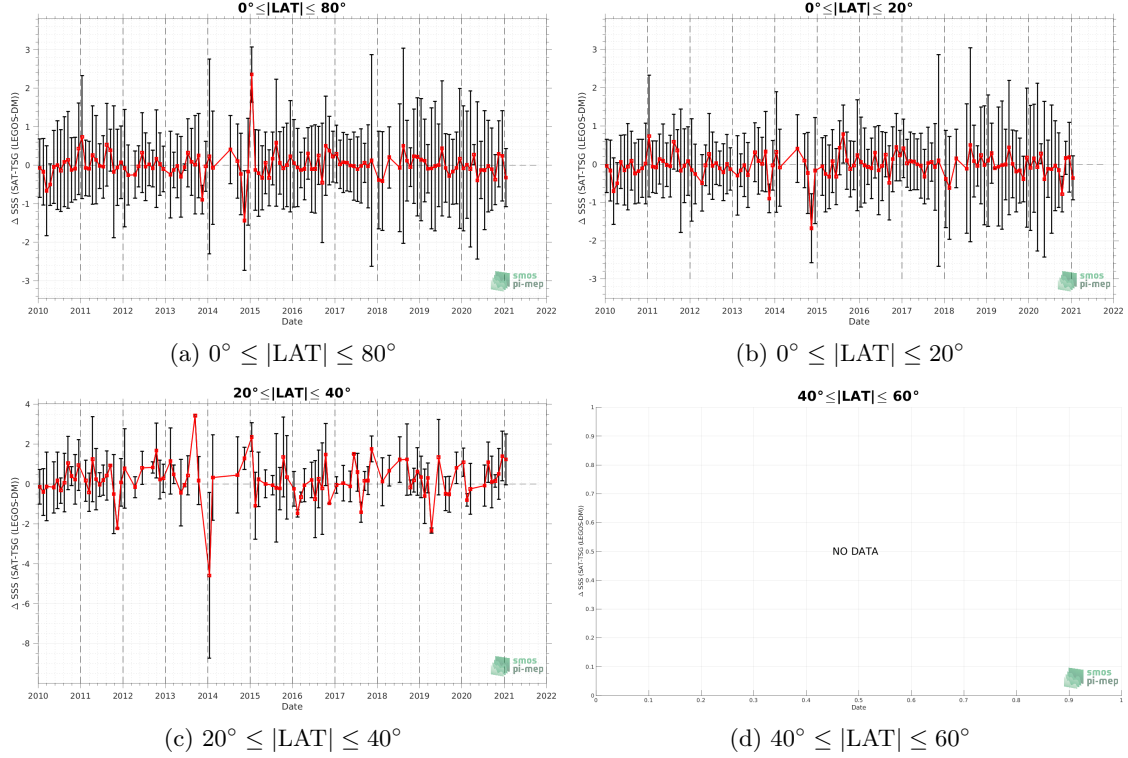 0°≤|LAT|≤ 80°
Δ SSS (SAT-TSG (LEGOS-DM))
3
2
1
0
-1
-2
-3
2010 2011 2012 2013 2014 2015 2016 2017 2018 2019 2020 2021 2022
Date
smos
pi-mep
(a) 0° ≤ |LAT| ≤ 80°
0°≤|LAT|≤ 20°
Δ SSS (SAT-TSG (LEGOS-DM))
3
2
1
0
-1
-2
-3
2010 2011 2012 2013 2014 2015 2016 2017 2018 2019 2020 2021 2022
Date
smos
pi-mep
(b) 0° ≤ |LAT| ≤ 20°
20°≤|LAT|≤ 40°
Δ SSS (SAT-TSG (LEGOS-DM))
4
2
0
-2
-4
-6
-8
2010 2011 2012 2013 2014 2015 2016 2017 2018 2019 2020 2021 2022
Date
smos
pi-mep
(c) 20° ≤ |LAT| ≤ 40°
40°≤|LAT|≤ 60°
Δ SSS (SAT-TSG (LEGOS-DM))
1
0.9
0.8
0.7
0.6
0.5
0.4
0.3
0.2
0.1
0
NO DATA
0 0.1 0.2 0.3 0.4 0.5 0.6 0.7 0.8 0.9 1
Date
smos
pi-mep
(d) 40° ≤ |LAT| ≤ 60°